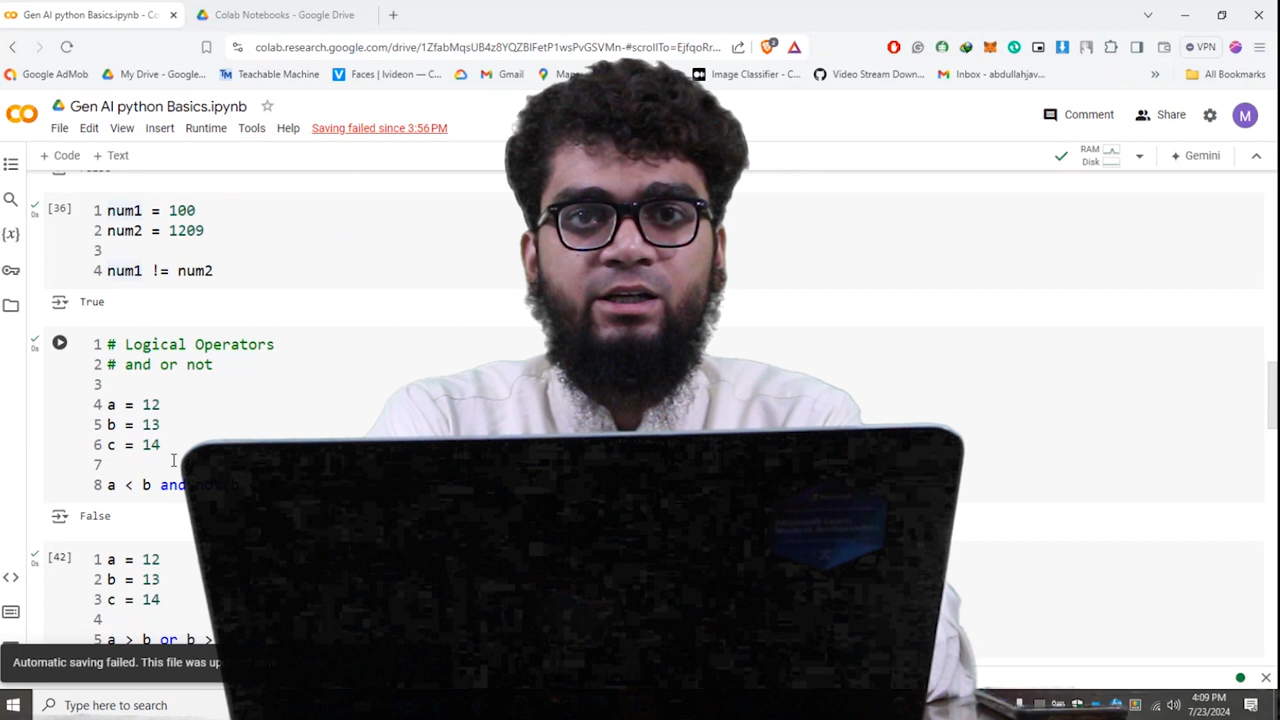 Gen AI python Basics.ipynb - Co
Colab Notebooks - Google Drive
colab.research.google.com/drive/1ZfabMqsUB4z8YQZBIFetP1wsPvGSVMn-#scrollTo=EjfqoRr...
VPN
Google AdMob
My Drive - Google...
Teachable Machine
Faces | Ivideon — C...
Gmail
Maps
Image Classifier - C...
Video Stream Down...
Inbox - abdullahjav...
All Bookmarks
Gen AI python Basics.ipynb
Comment
Share
M
File Edit View Insert Runtime Tools Help Saving failed since 3:56 PM
+ Code + Text
RAM
Disk
Gemini
[36]
1 num1 = 100
2 num2 = 1209
3
4 num1 != num2
True
1 # Logical Operators
2 # and or not
3
4 a = 12
5 b = 13
6 c = 14
7
8 a < b and not(b
False
[42]
1 a = 12
2 b = 13
3 c = 14
4
5 a > b or b >
Automatic saving failed. This file was up
Type here to search
4:09 PM
7/23/2024